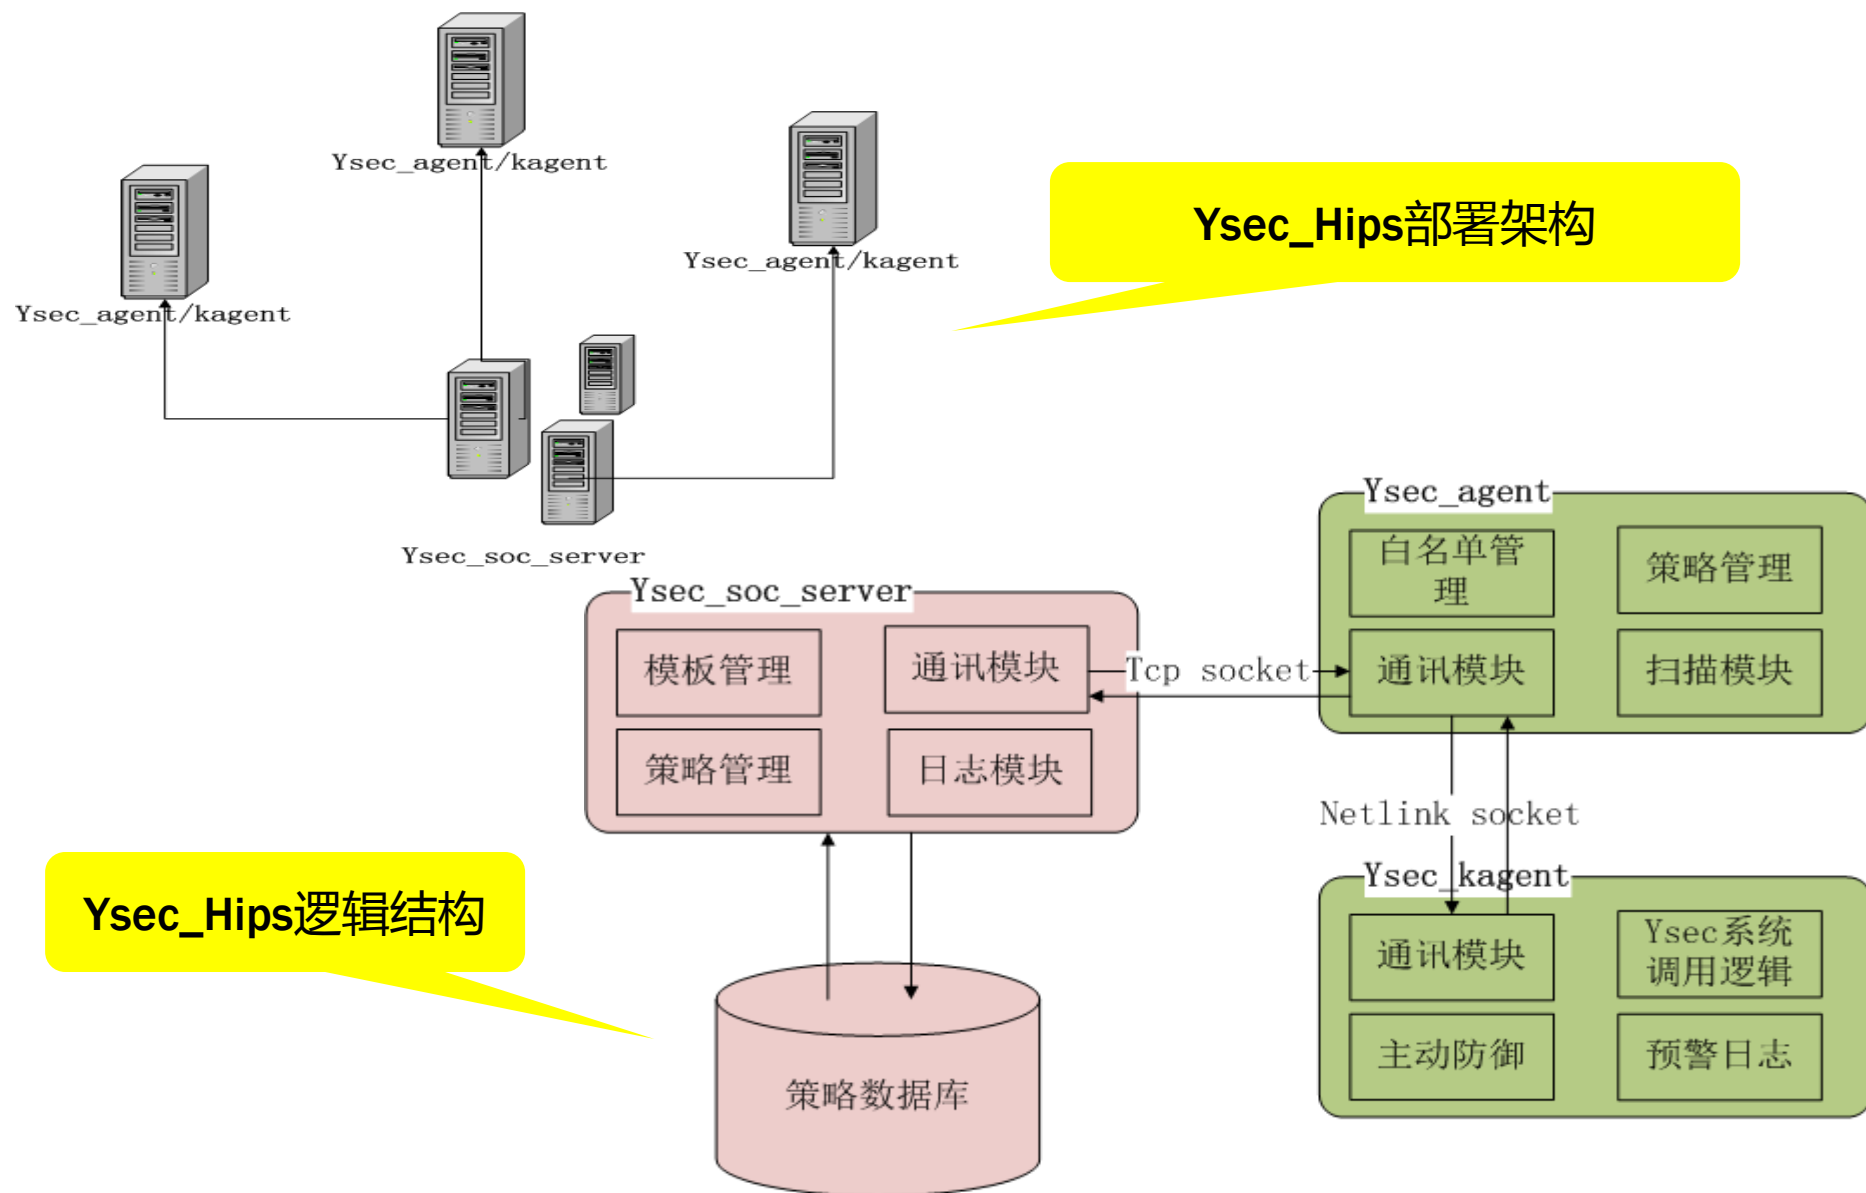 Ysec_agent/kagent
Ysec_agent/kagent
Ysec_agent/kagent
Ysec_Hips部署架构
Ysec_soc_server
Ysec_agent
白名单管
理
策略管理
通讯模块
扫描模块
Ysec_soc_server
模板管理
通讯模块
策略管理
日志模块
Tcp socket
Netlink socket
Ysec_kagent
通讯模块
Ysec系统
调用逻辑
主动防御
预警日志
Ysec_Hips逻辑结构
策略数据库